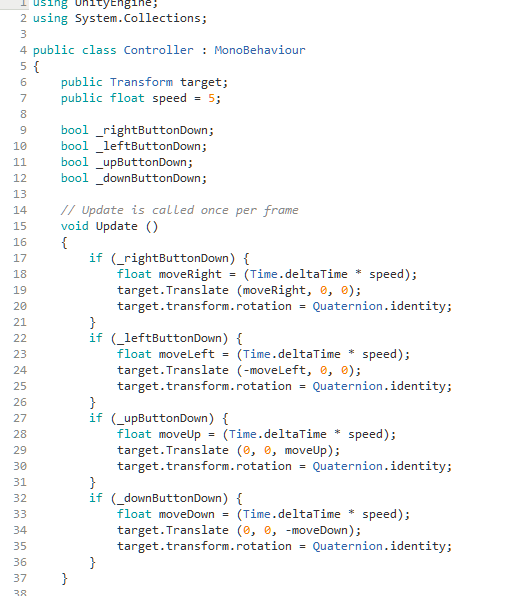 1 using UnityEngine;
2 using System.Collections;
3
4 public class Controller : MonoBehaviour
5 {
6     public Transform target;
7     public float speed = 5;
8
9     bool _rightButtonDown;
10     bool _leftButtonDown;
11     bool _upButtonDown;
12     bool _downButtonDown;
13
14     // Update is called once per frame
15     void Update ()
16     {
17         if (_rightButtonDown) {
18             float moveRight = (Time.deltaTime * speed);
19             target.Translate (moveRight, 0, 0);
20             target.transform.rotation = Quaternion.identity;
21         }
22         if (_leftButtonDown) {
23             float moveLeft = (Time.deltaTime * speed);
24             target.Translate (-moveLeft, 0, 0);
25             target.transform.rotation = Quaternion.identity;
26         }
27         if (_upButtonDown) {
28             float moveUp = (Time.deltaTime * speed);
29             target.Translate (0, 0, moveUp);
30             target.transform.rotation = Quaternion.identity;
31         }
32         if (_downButtonDown) {
33             float moveDown = (Time.deltaTime * speed);
34             target.Translate (0, 0, -moveDown);
35             target.transform.rotation = Quaternion.identity;
36         }
37     }
38